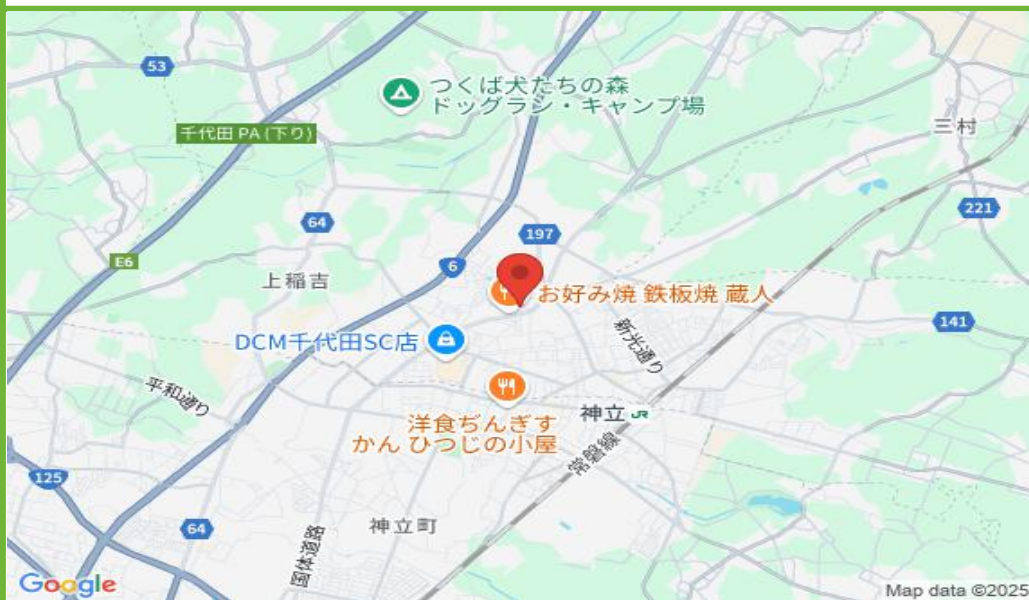 53
つくば犬たちの森
ドッグラン・キャンプ場
千代田 PA (下り)
三村
64
197
221
E6
6
上稲吉
お好み焼 鉄板焼 蔵人
141
DCM千代田SC店
新光通り
平和通り
洋食ぢんぎす
かん ひつじの小屋
神立 JR
常磐線
125
64
神立町
国体道路
Google
Map data ©2025